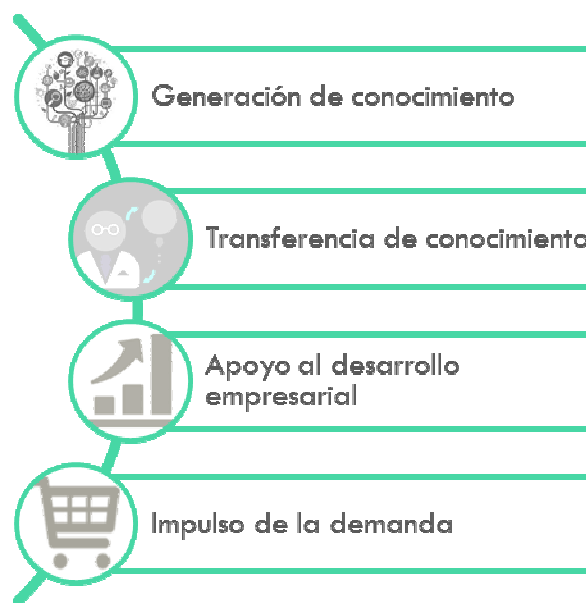 Generación de conocimiento
Transferencia de conocimiento
Apoyo al desarrollo
empresarial
Impulso de la demanda